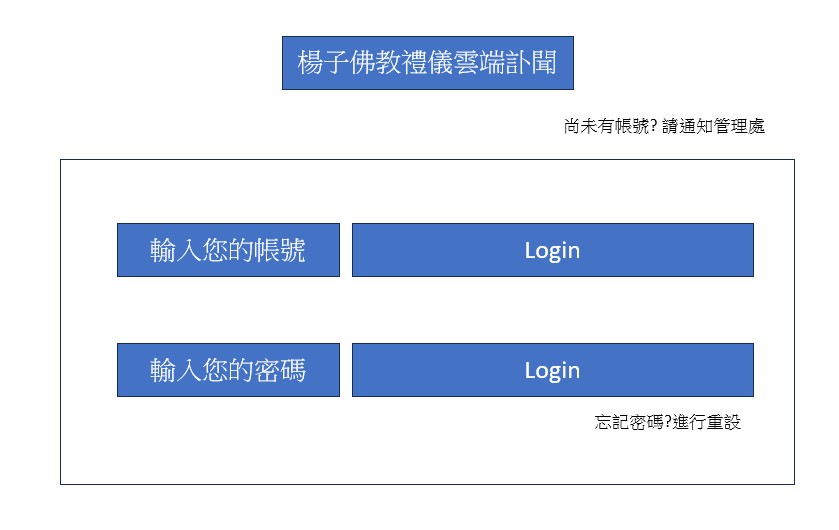 楊子佛教禮儀雲端訃聞
尚未有帳號? 請通知管理處
輸入您的帳號 Login
輸入您的密碼 Login
忘記密碼?進行重設